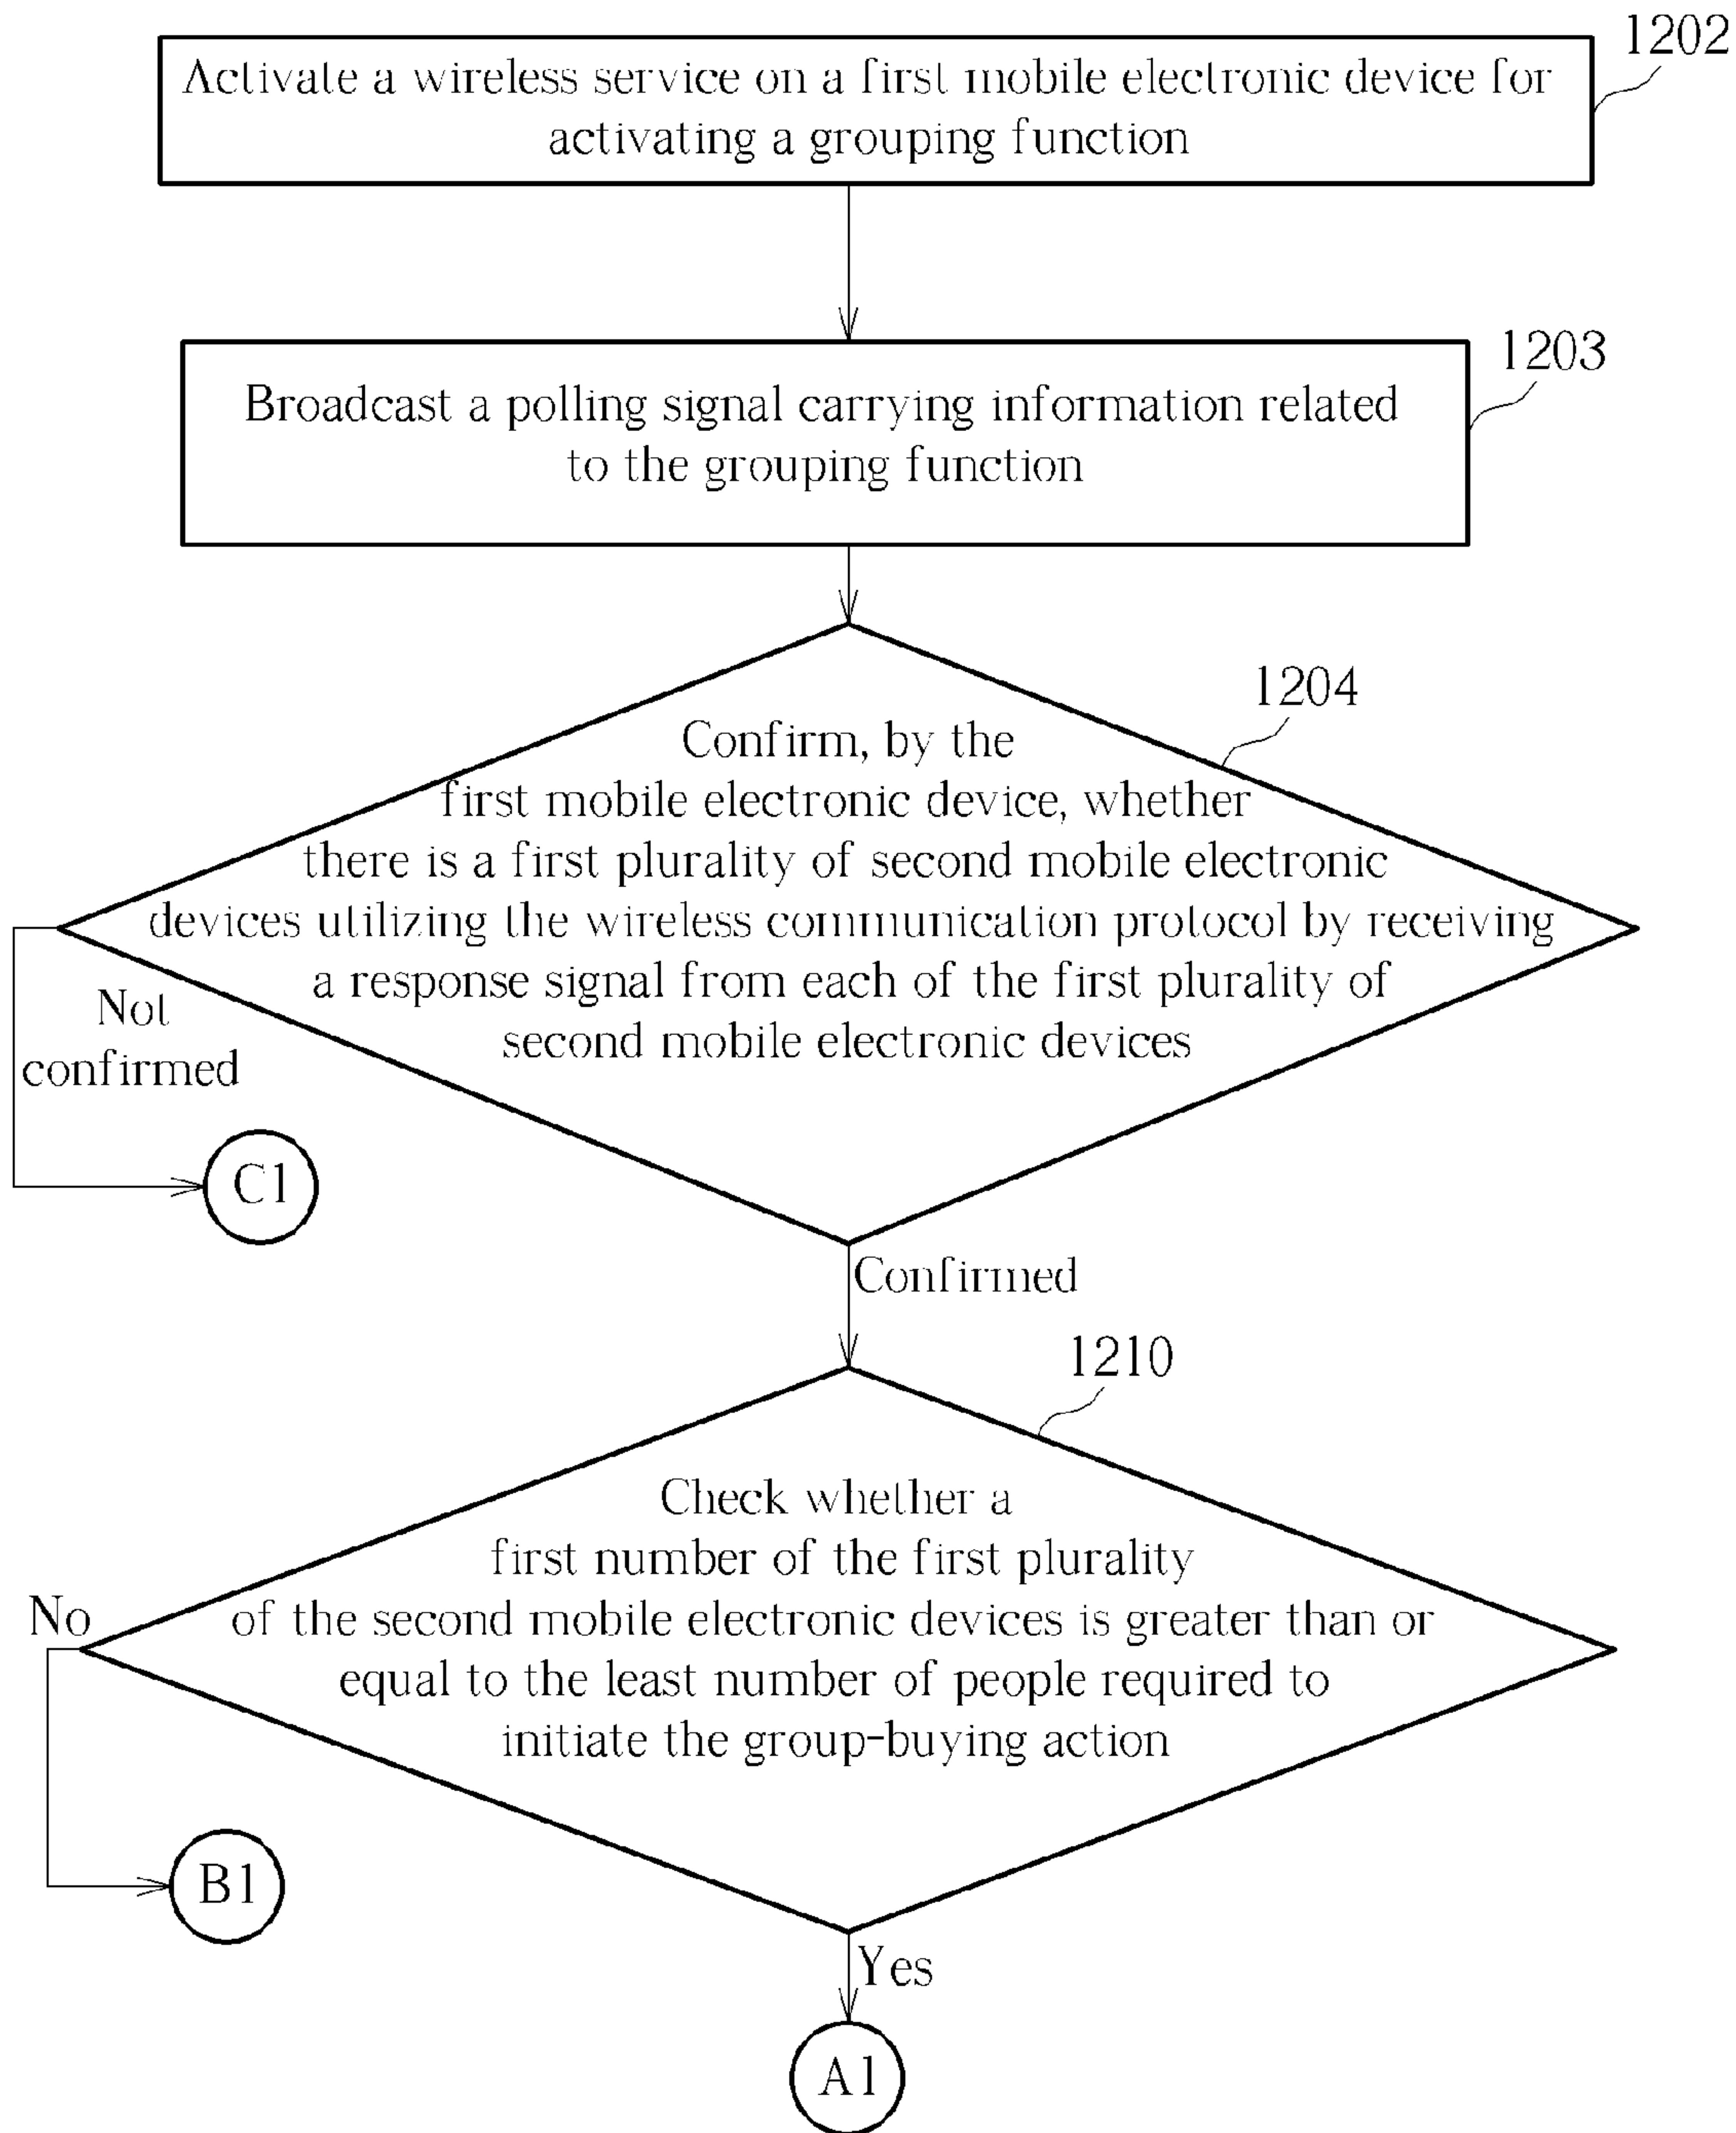 1202
Activate a wireless service on a first mobile electronic device for
activating a grouping function
1203
Broadcast a polling signal carrying information related
to the grouping function
1204
Confirm, by the
first mobile electronic device, whether
there is a first plurality of second mobile electronic
devices utilizing the wireless communication protocol by receiving
a response signal from each of the first plurality of
second mobile electronic devices
Not
confirmed
C1
Confirmed
1210
Check whether a
first number of the first plurality
of the second mobile electronic devices is greater than or
equal to the least number of people required to
initiate the group-buying action
No
B1
Yes
A1